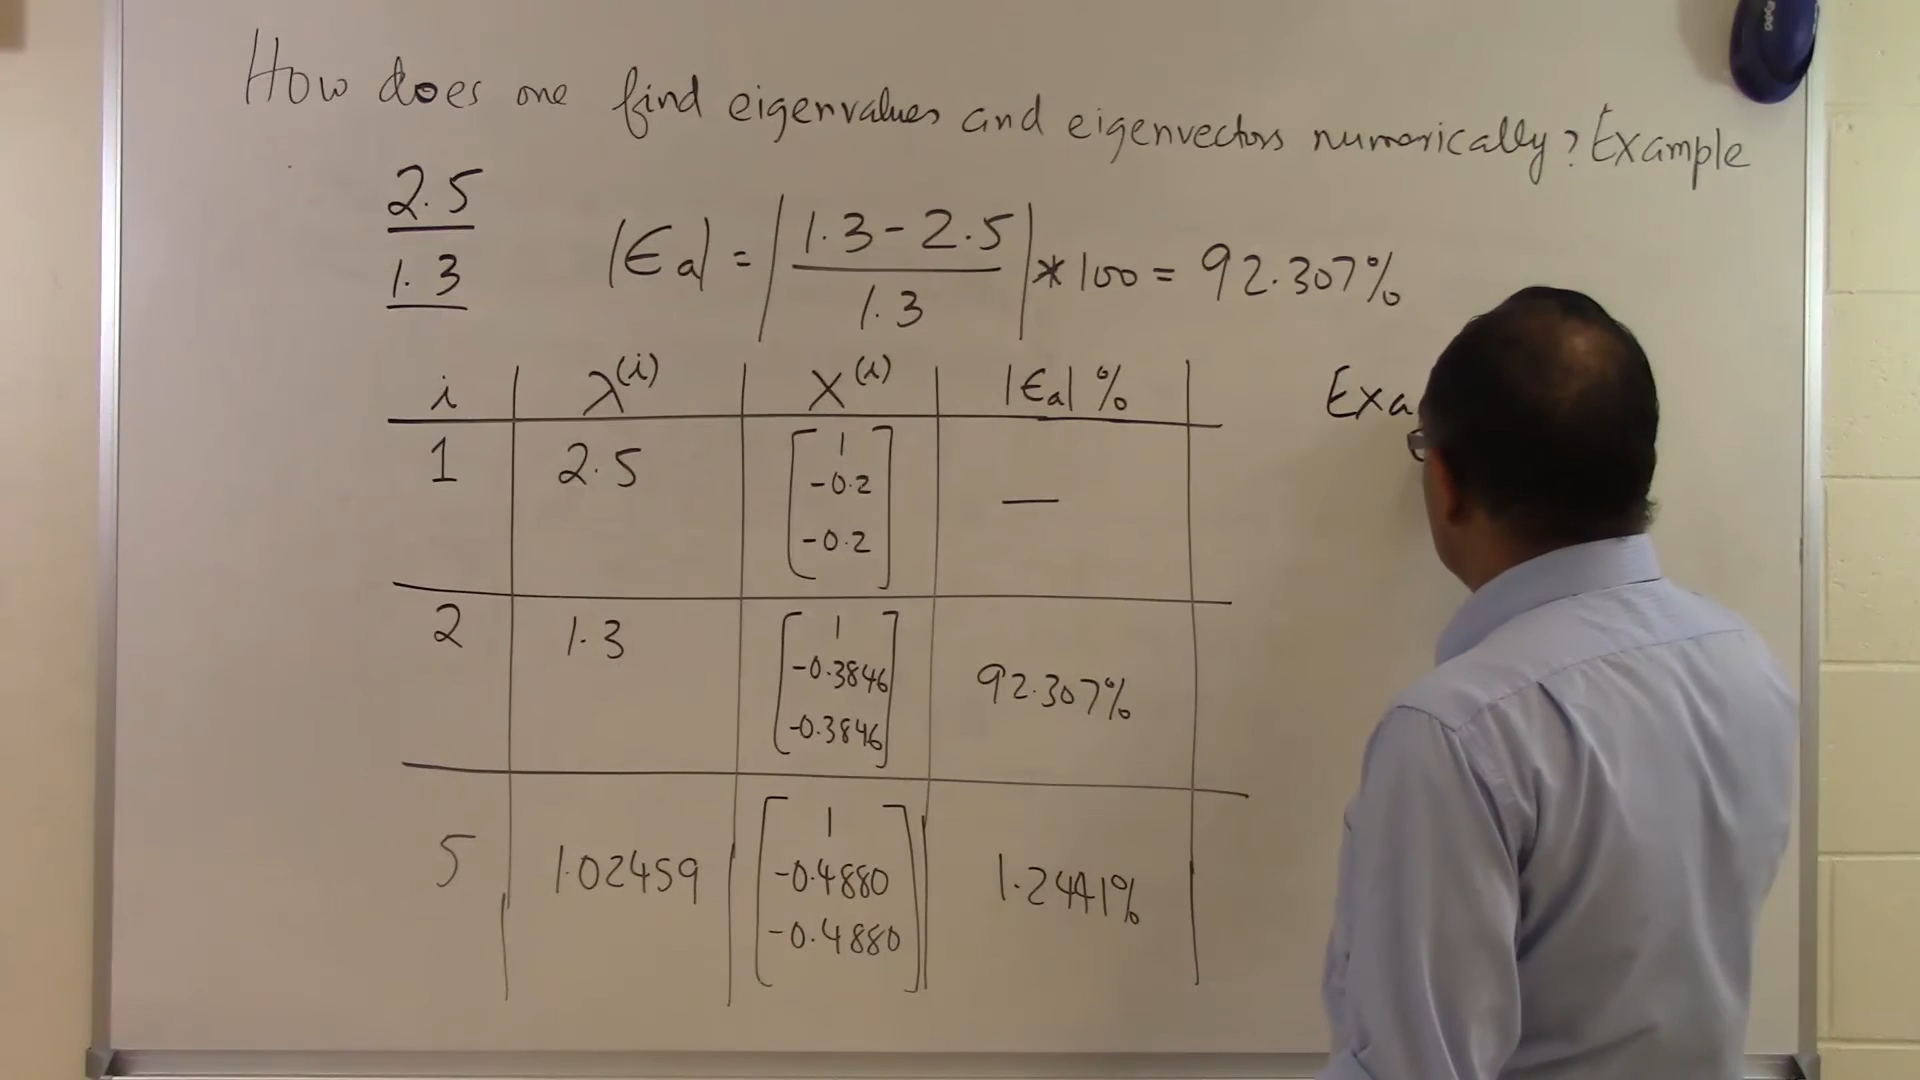 How does one find eigenvalues and eigenvectors numerically? Example
2.5
1.3
|∈a| = |(1.3 - 2.5)/1.3| * 100 = 92.307%
i | λ^(i) | X^(i) | |∈a| %
1 | 2.5 | [1 -0.2 -0.2] | —
2 | 1.3 | [1 -0.3846 -0.3846] | 92.307%
5 | 1.02459 | [1 -0.4880 -0.4880] | 1.2441%
Exa